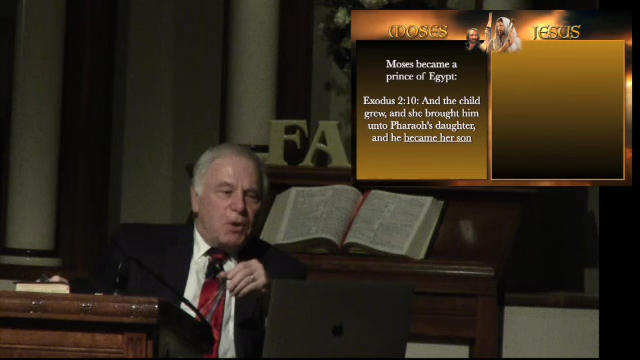 MOSES
JESUS
Moses became a
prince of Egypt:
Exodus 2:10: And the child
grew, and she brought him
unto Pharaoh's daughter,
and he became her son
FA